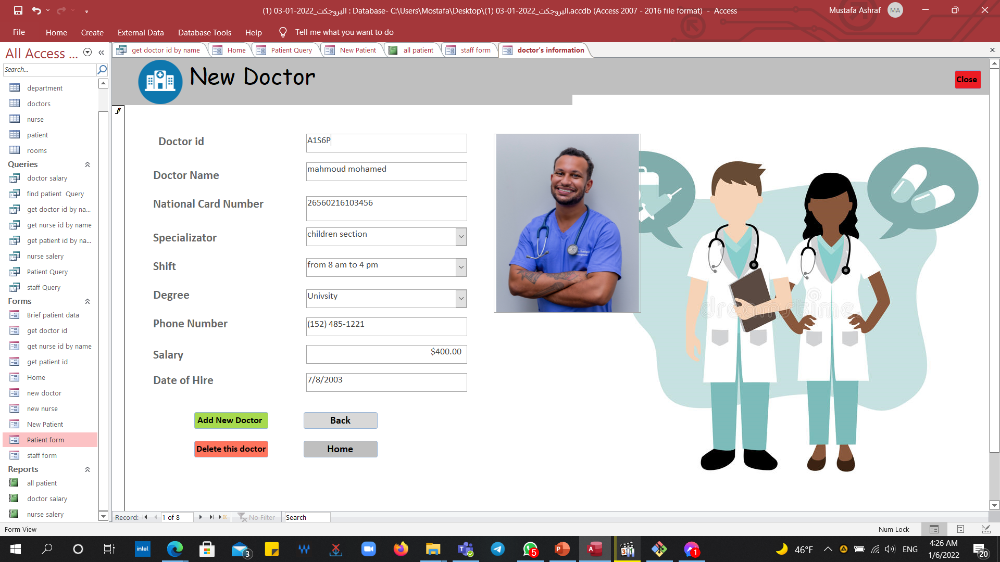 البروجكت_2022-01-03 (1) : Database- C:\Users\Mostafa\Desktop\البروجكت_2022-01-03 (1).accdb (Access 2007 - 2016 file format) - Access
Mustafa Ashraf
MA
File
Home
Create
External Data
Database Tools
Help
Tell me what you want to do
All Access ...
Search...
department
doctors
nurse
patient
rooms
Queries
doctor salary
find patient Query
get doctor id by na...
get nurse id by name
get patient id by na...
nurse salery
Patient Query
staff Query
Forms
Brief patient data
get doctor id
get nurse id by name
get patient id
Home
new doctor
new nurse
New Patient
Patient form
staff form
Reports
all patient
doctor salary
nurse salery
get doctor id by name
Home
Patient Query
New Patient
all patient
staff form
doctor's information
New Doctor
Close
Doctor id
A1S6P
Doctor Name
mahmoud mohamed
National Card Number
26560216103456
Specializator
children section
Shift
from 8 am to 4 pm
Degree
Univsity
Phone Number
(152) 485-1221
Salary
$400.00
Date of Hire
7/8/2003
Add New Doctor
Back
Delete this doctor
Home
dreamstime
Record:
1 of 8
No Filter
Search
Form View
Num Lock
intel
3
5
1
46°F
ENG
4:26 AM
1/6/2022
20